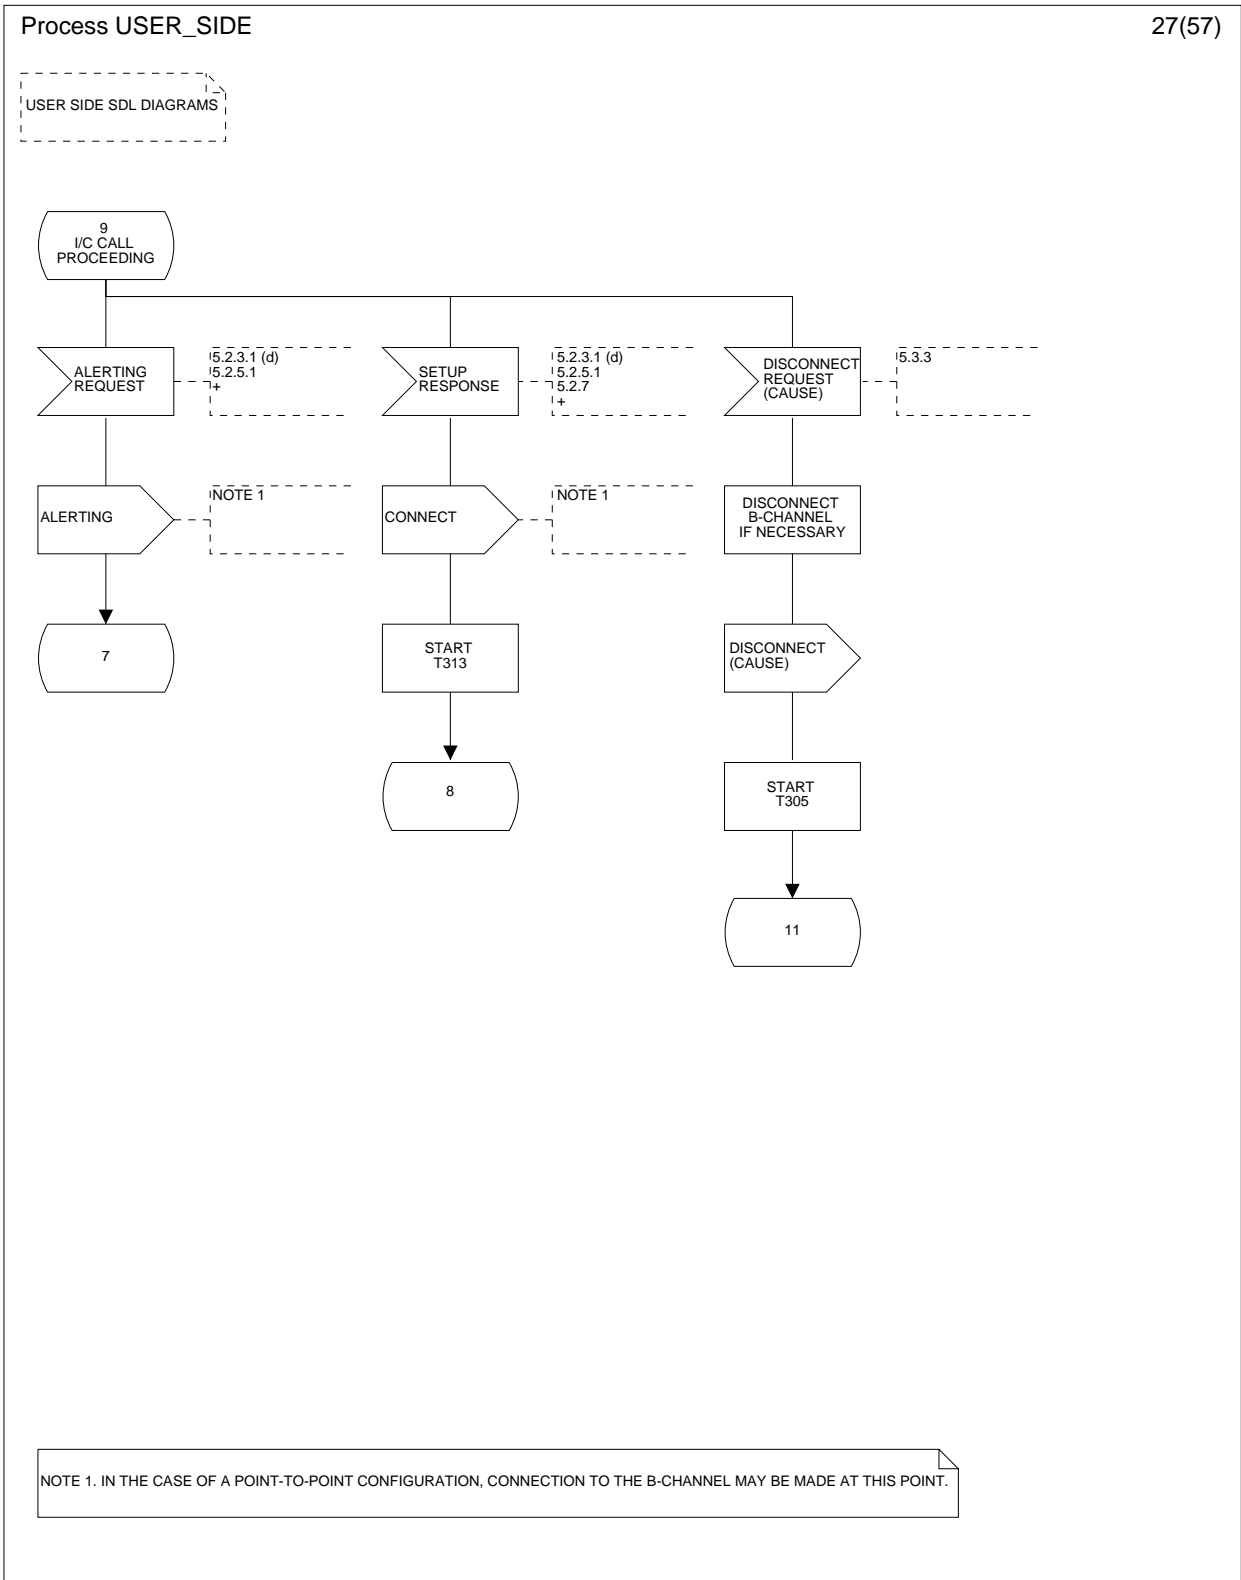 Process USER_SIDE
27(57)
USER SIDE SDL DIAGRAMS
9
I/C CALL
PROCEEDING
ALERTING
REQUEST
5.2.3.1 (d)
5.2.5.1
+
SETUP
RESPONSE
5.2.3.1 (d)
5.2.5.1
5.2.7
+
DISCONNECT
REQUEST
(CAUSE)
5.3.3
ALERTING
NOTE 1
CONNECT
NOTE 1
DISCONNECT
B-CHANNEL
IF NECESSARY
7
START
T313
DISCONNECT
(CAUSE)
8
START
T305
11
NOTE 1. IN THE CASE OF A POINT-TO-POINT CONFIGURATION, CONNECTION TO THE B-CHANNEL MAY BE MADE AT THIS POINT.